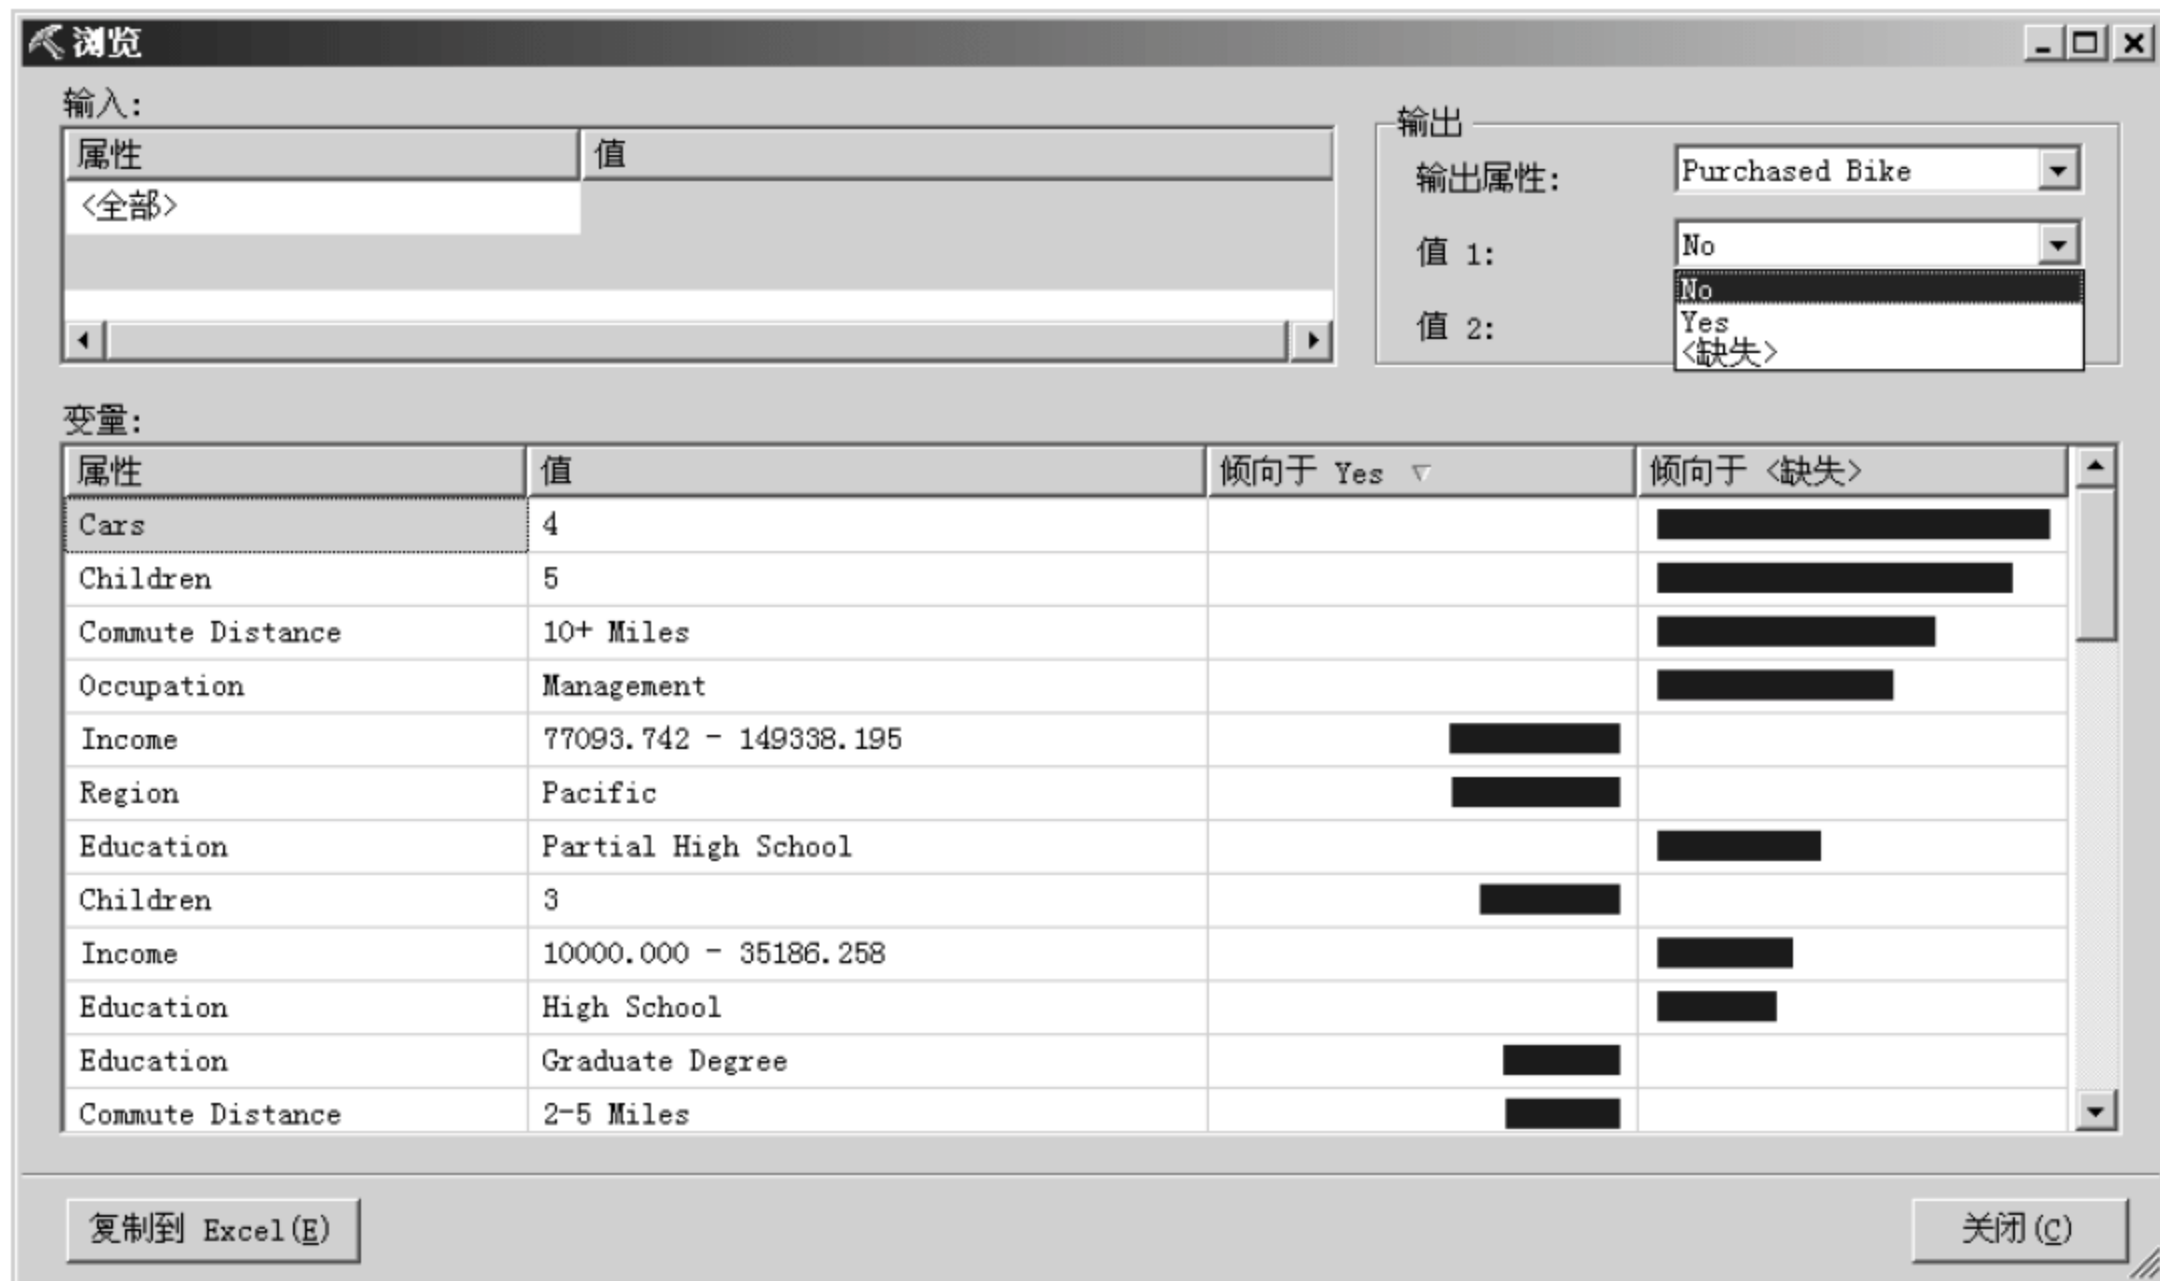 浏览
输入:
属性 值
<全部>
输出
输出属性: Purchased Bike
值 1: No
No
Yes
<缺失>
值 2:
变量:
属性 值 倾向于 Yes 倾向于 <缺失>
Cars 4
Children 5
Commute Distance 10+ Miles
Occupation Management
Income 77093.742 - 149338.195
Region Pacific
Education Partial High School
Children 3
Income 10000.000 - 35186.258
Education High School
Education Graduate Degree
Commute Distance 2-5 Miles
复制到 Excel(E) 关闭(C)